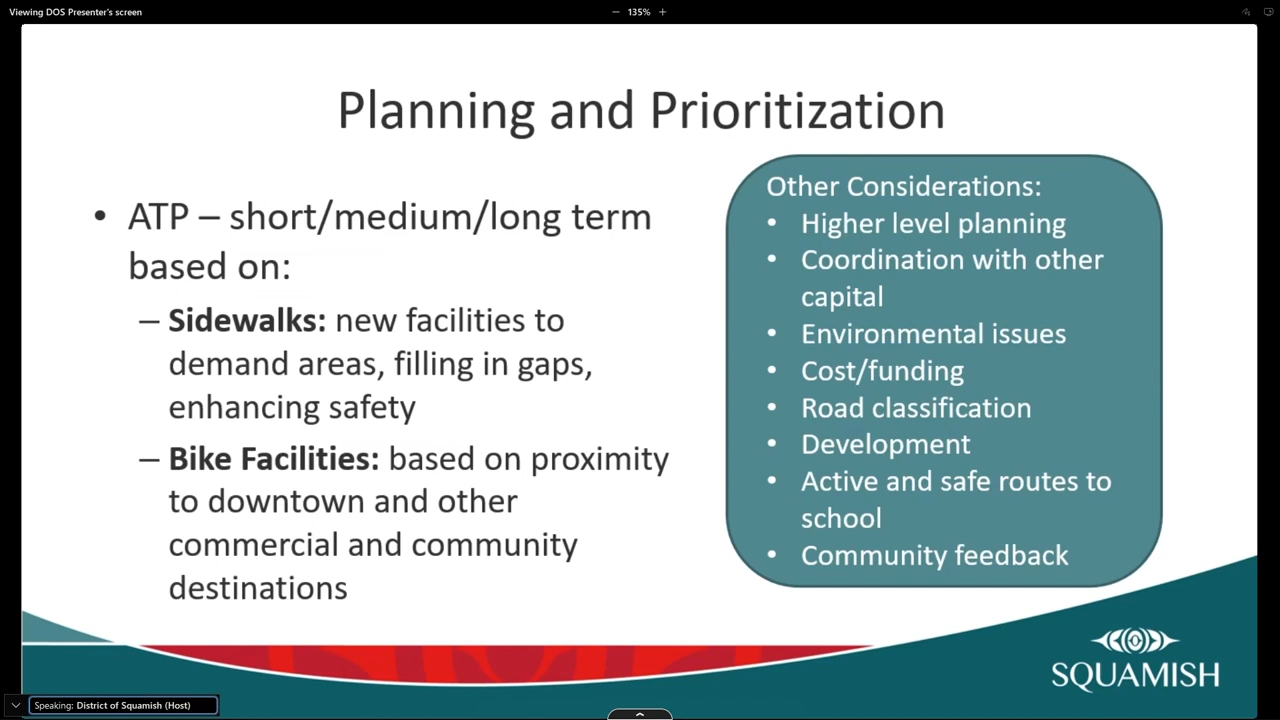 Viewing DOS Presenter's screen
− 135% +
Planning and Prioritization
• ATP – short/medium/long term
based on:
– Sidewalks: new facilities to
demand areas, filling in gaps,
enhancing safety
– Bike Facilities: based on proximity
to downtown and other
commercial and community
destinations
Other Considerations:
• Higher level planning
• Coordination with other
capital
• Environmental issues
• Cost/funding
• Road classification
• Development
• Active and safe routes to
school
• Community feedback
SQUAMISH
Speaking: District of Squamish (Host)